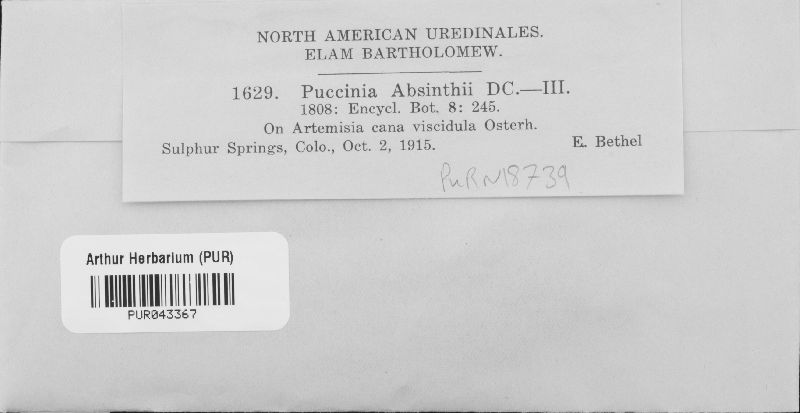 NORTH AMERICAN UREDINALES.
ELAM BARTHOLOMEW.
1629. Puccinia Absinthii DC.—III.
1808: Encycl. Bot. 8: 245.
On Artemisia cana viscidula Osterh.
Sulphur Springs, Colo., Oct. 2, 1915. E. Bethel
PUR N18739
Arthur Herbarium (PUR)
PUR043367